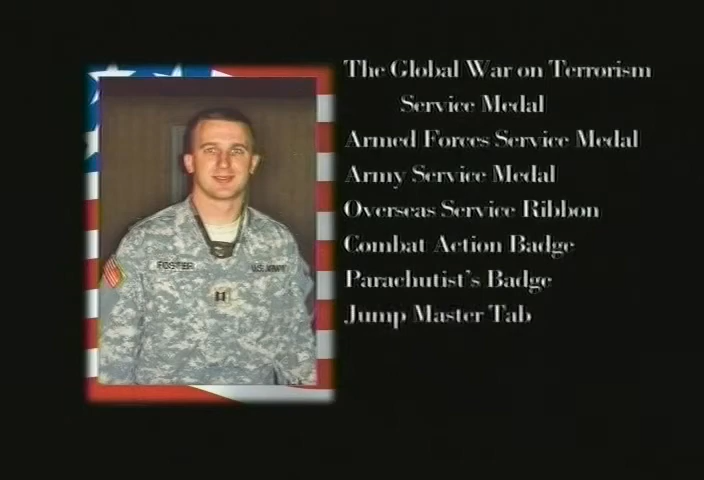 The Global War on Terrorism
Service Medal
Armed Forces Service Medal
Army Service Medal
Overseas Service Ribbon
Combat Action Badge
Parachutist's Badge
Jump Master Tab
FOSTER
U.S. ARMY